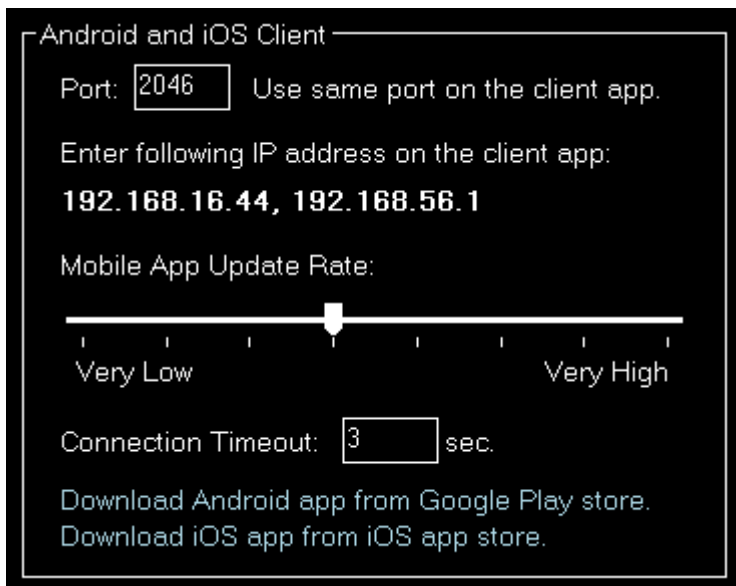 Android and iOS Client
Port: 2046 Use same port on the client app.
Enter following IP address on the client app:
192.168.16.44, 192.168.56.1
Mobile App Update Rate:
Very Low Very High
Connection Timeout: 3 sec.
Download Android app from Google Play store.
Download iOS app from iOS app store.